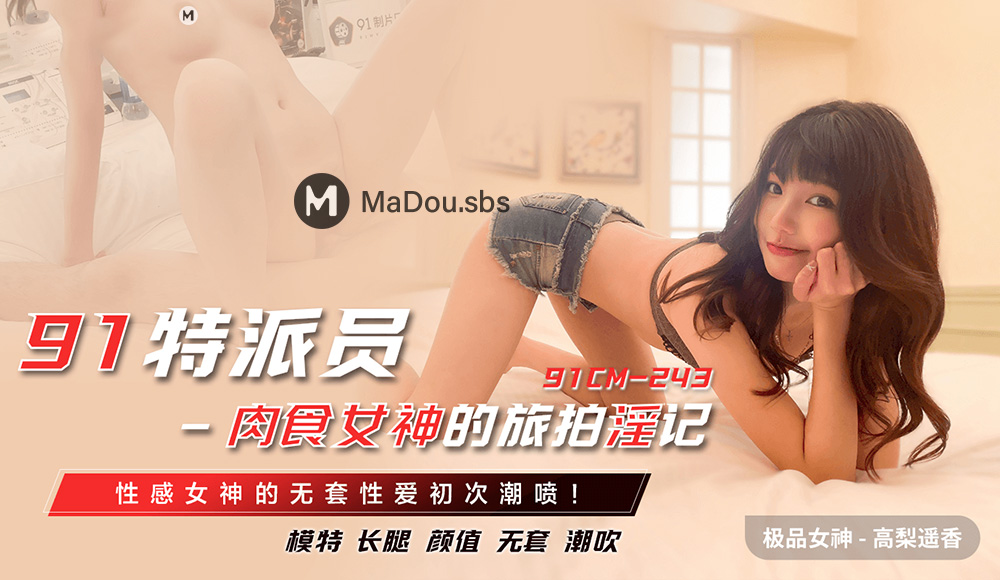 M
91制片厂
M MaDou.sbs
91特派员
91CM-243
- 肉食女神的旅拍淫记
性感女神的无套性爱初次潮喷!
模特 长腿 颜值 无套 潮吹
极品女神 - 高梨遥香